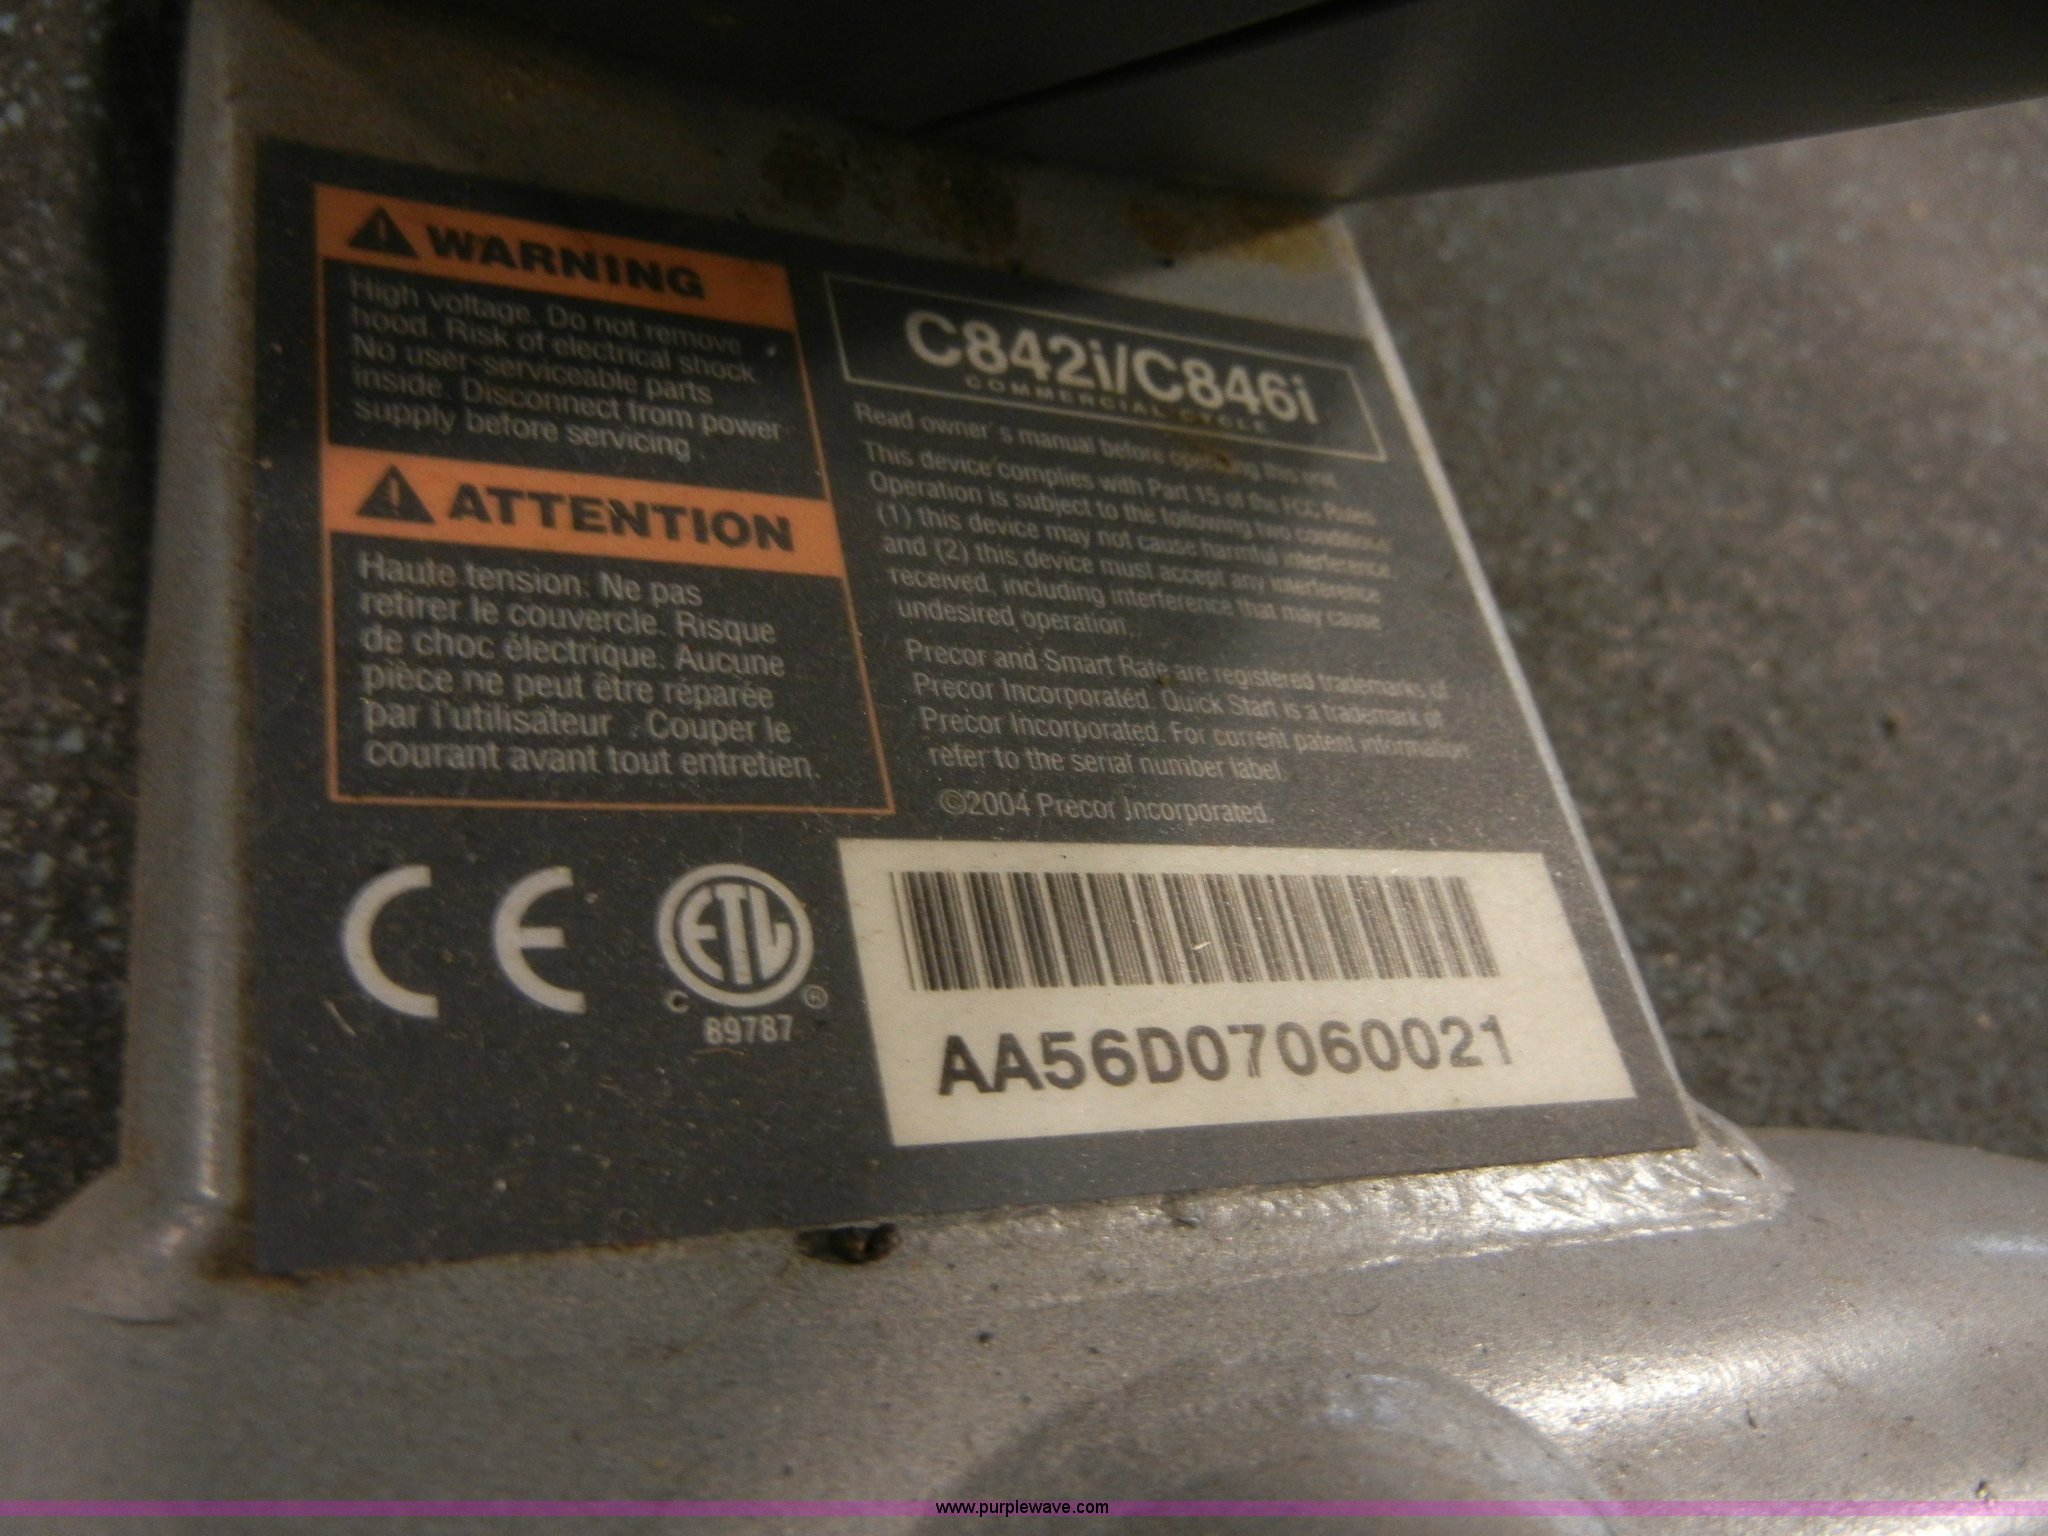 WARNING
High voltage. Do not remove
hood. Risk of electrical shock.
No user-serviceable parts
inside. Disconnect from power
supply before servicing.
ATTENTION
Haute tension. Ne pas
retirer le couvercle. Risque
de choc électrique. Aucune
pièce ne peut être réparée
par l'utilisateur. Couper le
courant avant tout entretien.
C842i/C846i
COMMERCIAL CYCLE
Read owner's manual before operating this unit.
This device complies with Part 15 of the FCC Rules.
Operation is subject to the following two conditions:
(1) this device may not cause harmful interference,
and (2) this device must accept any interference
received, including interference that may cause
undesired operation.
Precor and Smart Rate are registered trademarks of
Precor Incorporated. Quick Start is a trademark of
Precor Incorporated. For current patent information
refer to the serial number label.
©2004 Precor Incorporated.
CE
ETL
C ®
89787
AA56D07060021
www.purplewave.com